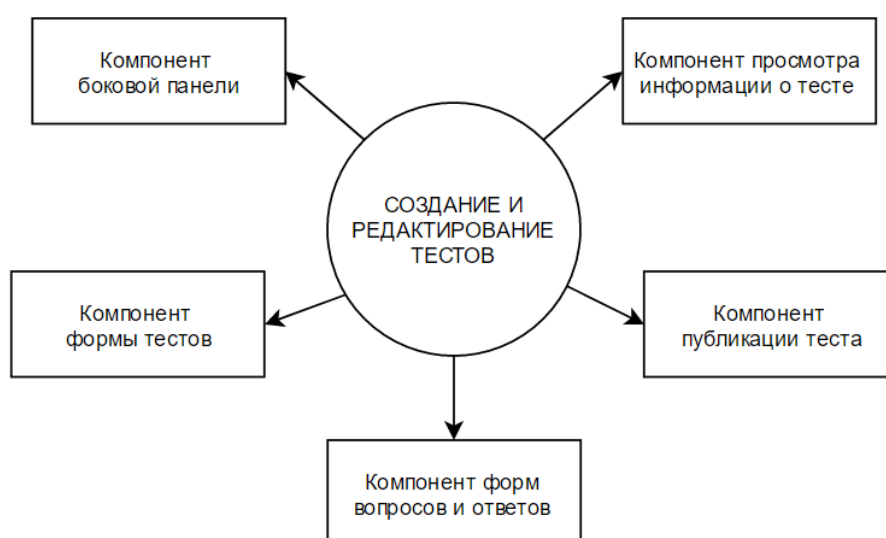 Компонент
боковой панели
Компонент просмотра
информации о тесте
СОЗДАНИЕ И
РЕДАКТИРОВАНИЕ
ТЕСТОВ
Компонент
формы тестов
Компонент
публикации теста
Компонент форм
вопросов и ответов